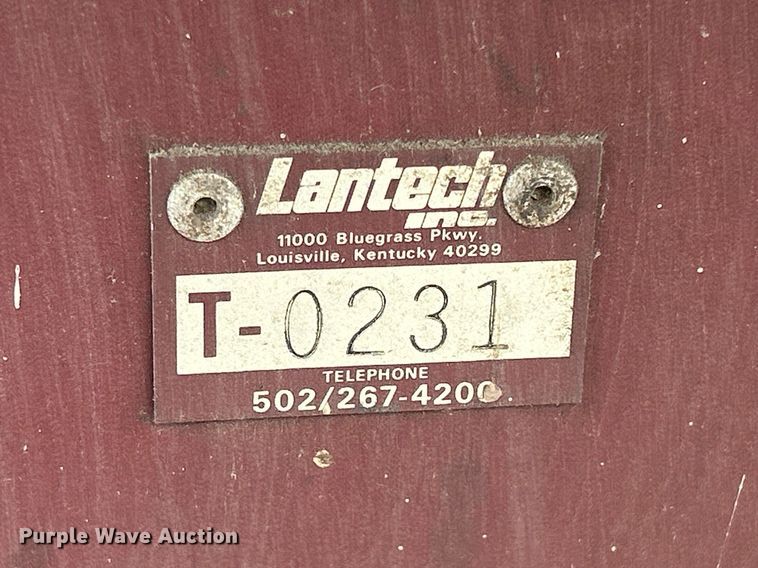 Lantech
inc.
11000 Bluegrass Pkwy.
Louisville, Kentucky 40299
T-0231
TELEPHONE
502/267-4200
Purple Wave Auction